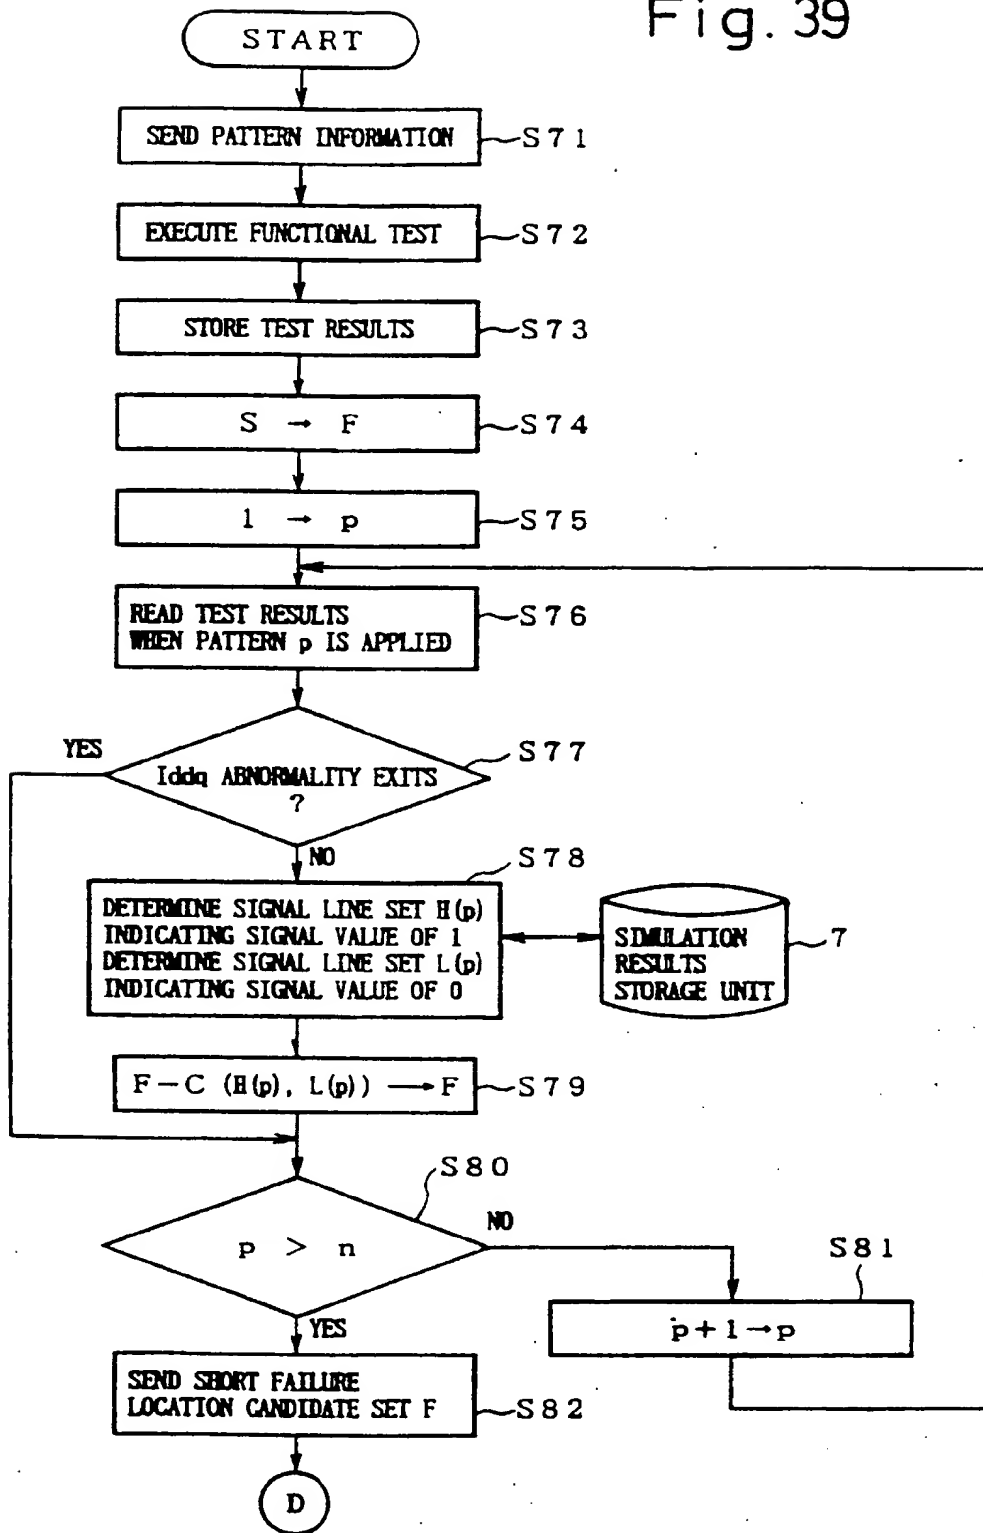 Fig. 39
START
SEND PATTERN INFORMATION
S71
EXECUTE FUNCTIONAL TEST
S72
STORE TEST RESULTS
S73
S → F
S74
1 → p
S75
READ TEST RESULTS
WHEN PATTERN p IS APPLIED
S76
YES
S77
Iddq ABNORMALITY EXITS
?
NO
S78
DETERMINE SIGNAL LINE SET H(p)
INDICATING SIGNAL VALUE OF 1
DETERMINE SIGNAL LINE SET L(p)
INDICATING SIGNAL VALUE OF 0
SIMULATION
RESULTS
STORAGE UNIT
7
F-C (H(p), L(p)) → F
S79
S80
NO
p > n
S81
p+1→p
YES
SEND SHORT FAILURE
LOCATION CANDIDATE SET F
S82
D